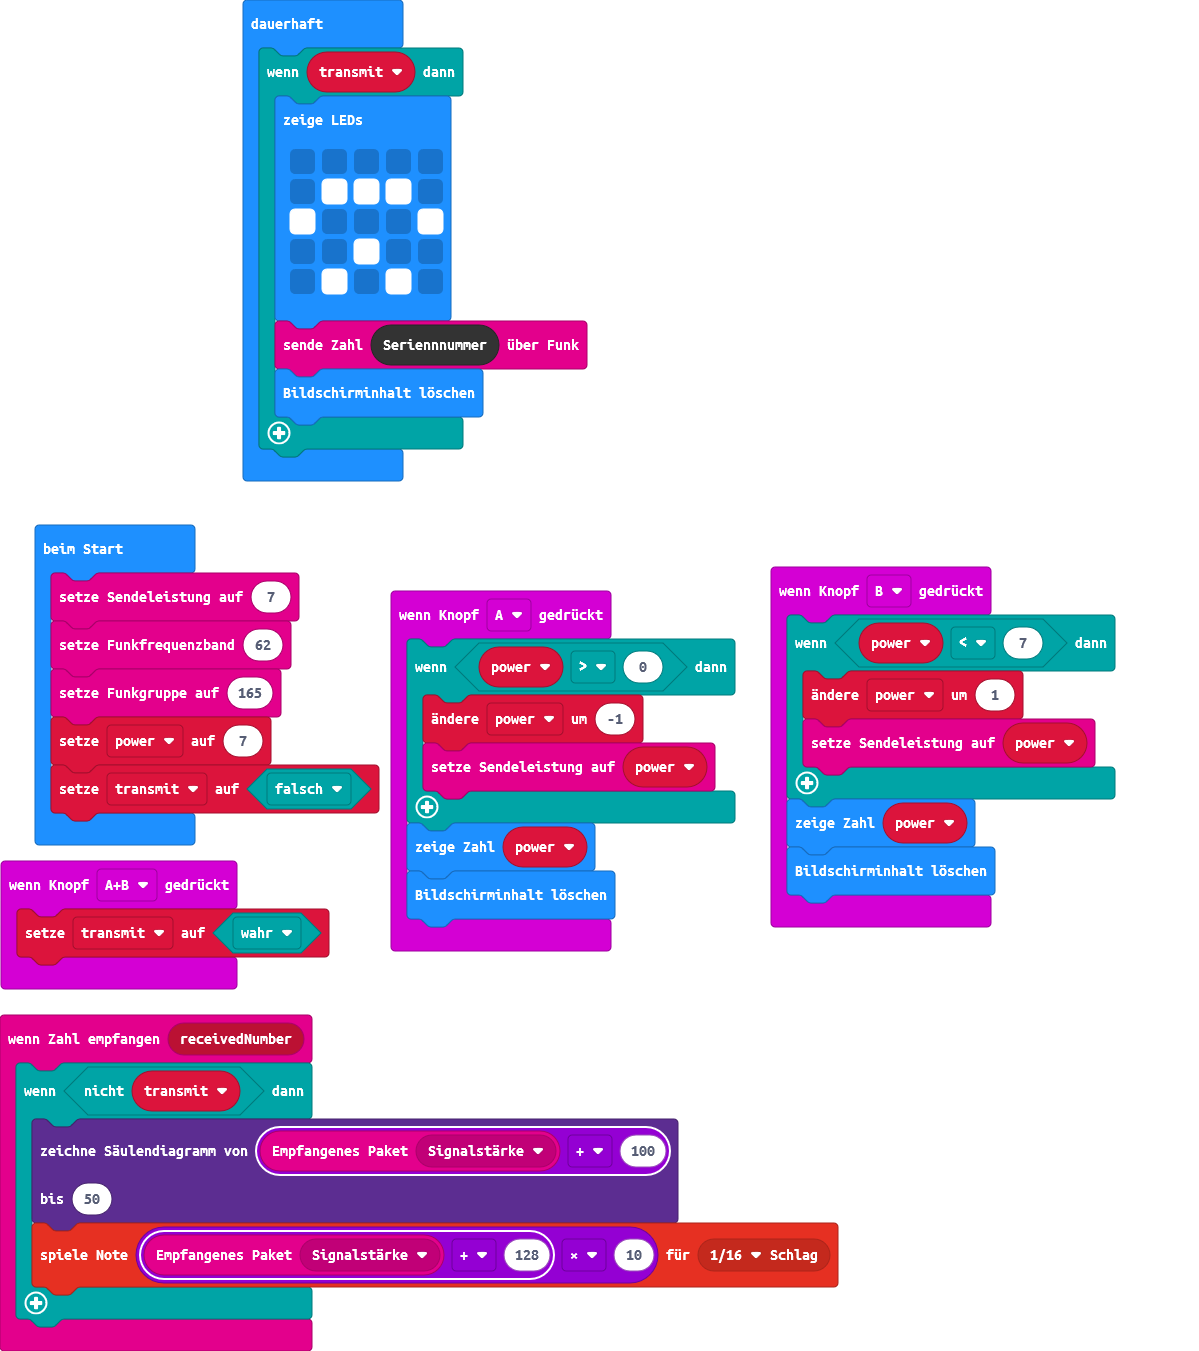 dauerhaft
wenn transmit dann
zeige LEDs
sende Zahl Seriennnummer über Funk
Bildschirminhalt löschen
beim Start
setze Sendeleistung auf 7
setze Funkfrequenzband 62
setze Funkgruppe auf 165
setze power auf 7
setze transmit auf falsch
wenn Knopf A+B gedrückt
setze transmit auf wahr
wenn Knopf A gedrückt
wenn power > 0 dann
ändere power um -1
setze Sendeleistung auf power
zeige Zahl power
Bildschirminhalt löschen
wenn Knopf B gedrückt
wenn power < 7 dann
ändere power um 1
setze Sendeleistung auf power
zeige Zahl power
Bildschirminhalt löschen
wenn Zahl empfangen receivedNumber
wenn nicht transmit dann
zeichne Säulendiagramm von Empfangenes Paket Signalstärke + 100
bis 50
spiele Note Empfangenes Paket Signalstärke + 128 × 10 für 1/16 Schlag